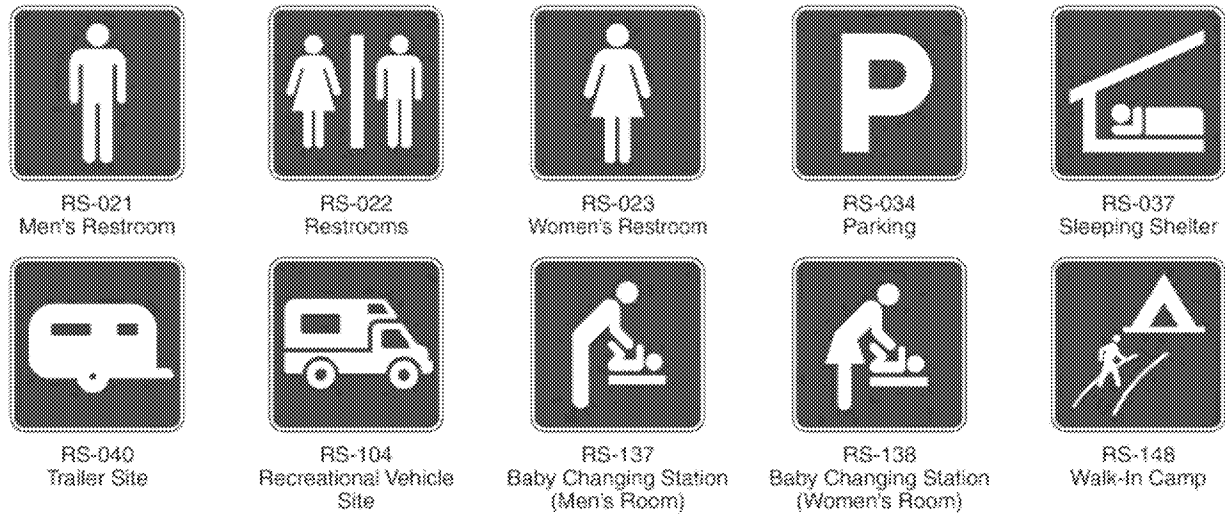 P
RS-021
Men's Restroom
RS-022
Restrooms
RS-023
Women's Restroom
RS-034
Parking
RS-037
Sleeping Shelter
RS-040
Trailer Site
RS-104
Recreational Vehicle
Site
RS-137
Baby Changing Station
(Men's Room)
RS-138
Baby Changing Station
(Women's Room)
RS-148
Walk-In Camp